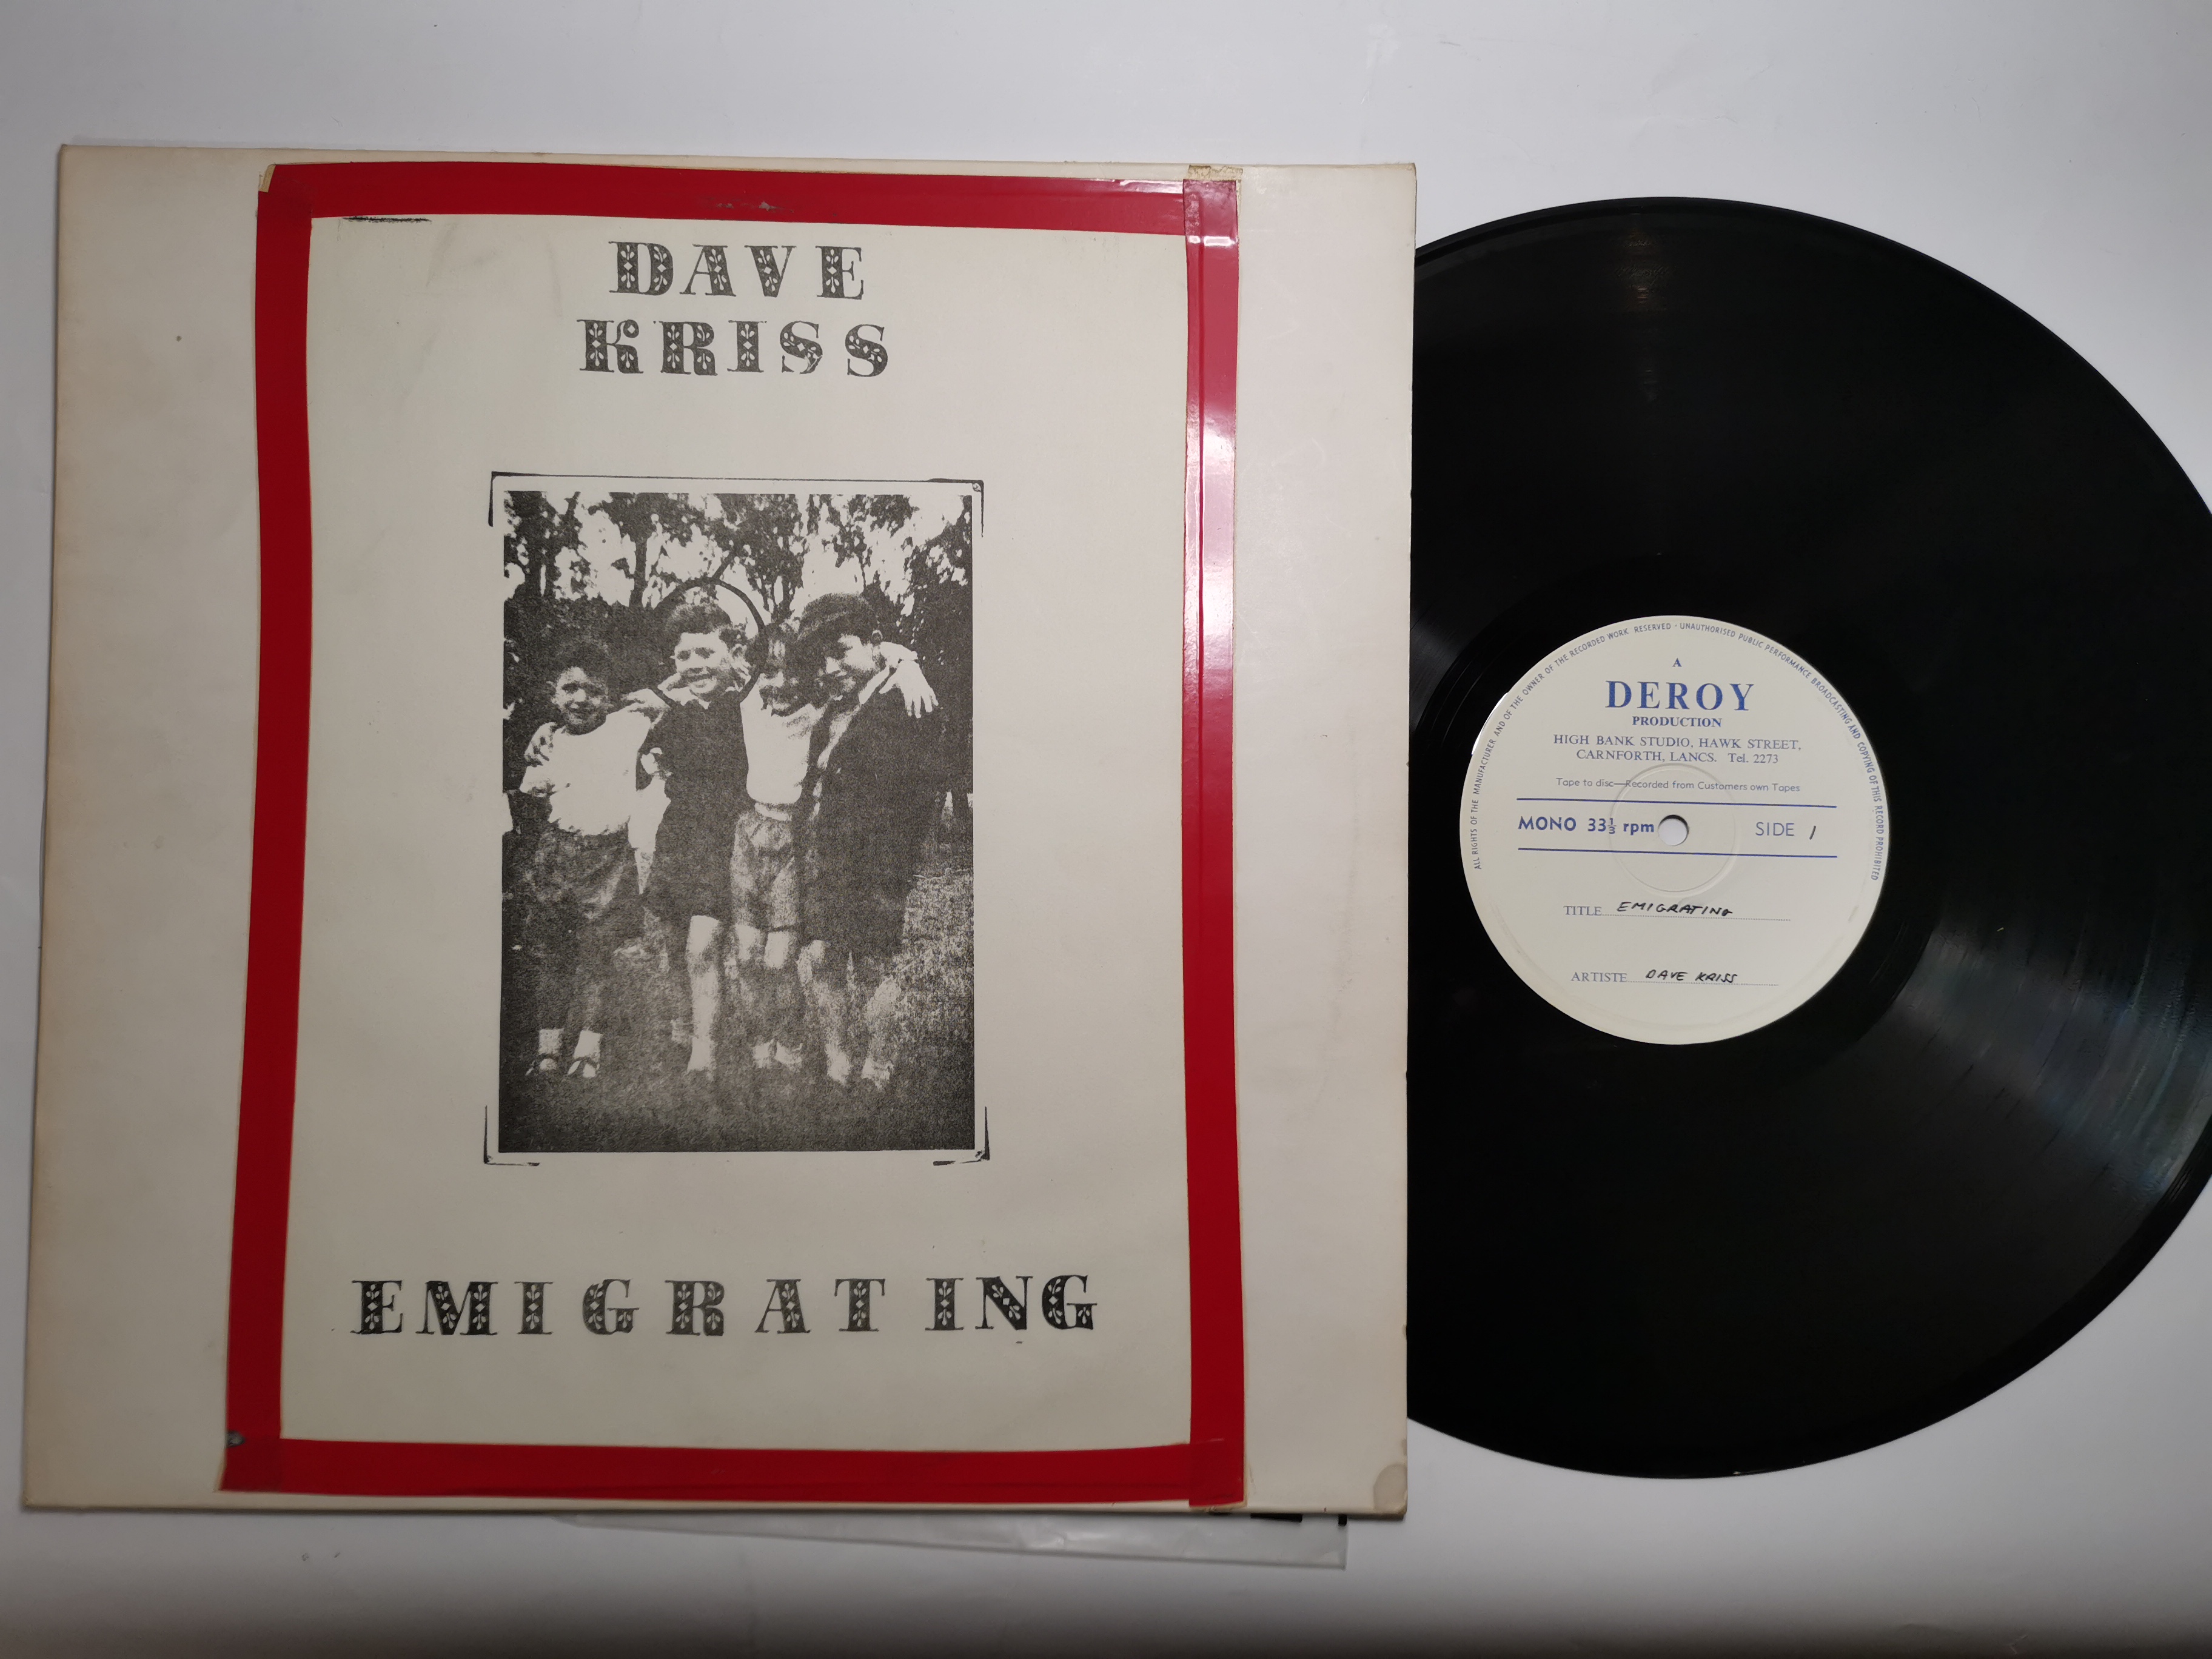 DAVE
KRISS
EMIGRATING
ALL RIGHTS OF THE MANUFACTURER AND OF THE OWNER OF THE RECORDED WORK RESERVED - UNAUTHORISED PUBLIC PERFORMANCE BROADCASTING AND COPYING OF THIS RECORD PROHIBITED
A
DEROY
PRODUCTION
HIGH BANK STUDIO, HAWK STREET,
CARNFORTH, LANCS. Tel. 2273
Tape to disc—Recorded from Customers own Tapes
MONO 33⅓ rpm SIDE 1
TITLE EMIGRATING
ARTISTE DAVE KRISS